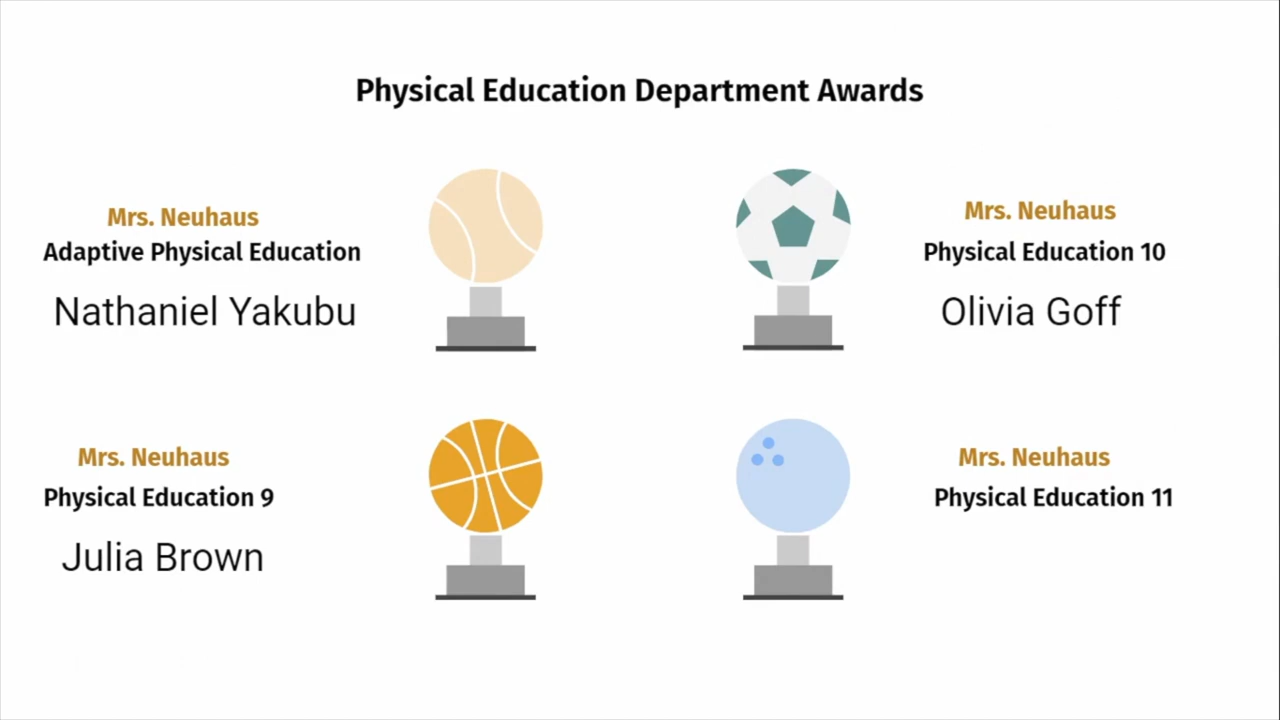 Physical Education Department Awards
Mrs. Neuhaus
Adaptive Physical Education
Nathaniel Yakubu
Mrs. Neuhaus
Physical Education 10
Olivia Goff
Mrs. Neuhaus
Physical Education 9
Julia Brown
Mrs. Neuhaus
Physical Education 11